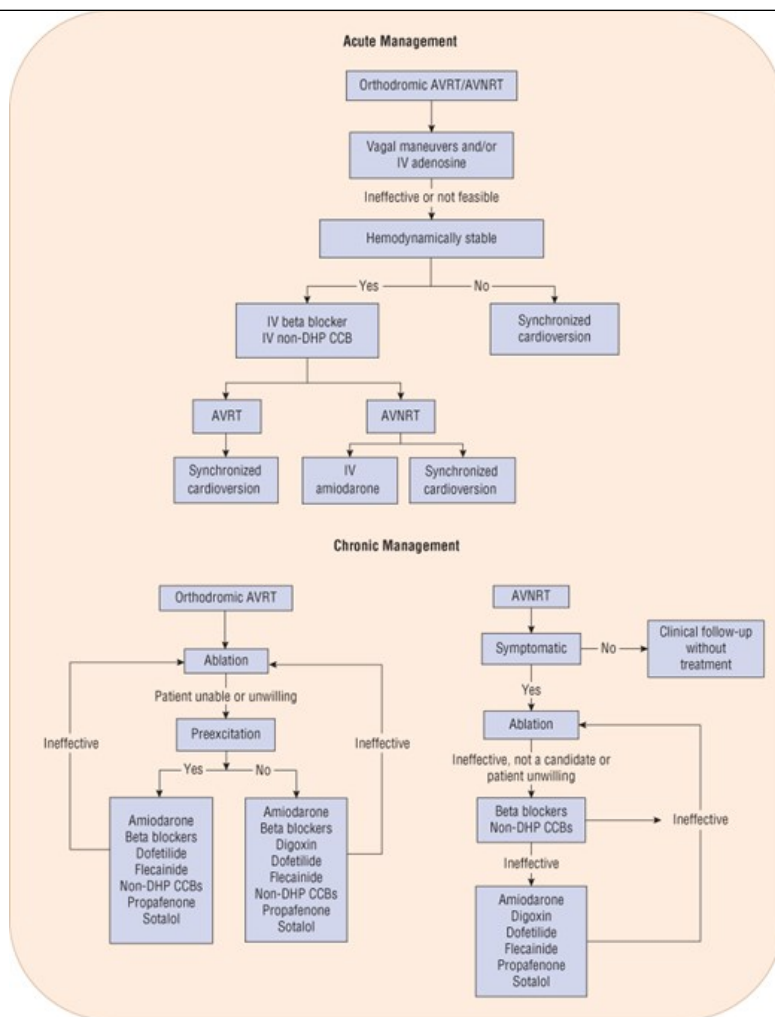 Acute Management
Orthodromic AVRT/AVNRT
Vagal maneuvers and/or
IV adenosine
Ineffective or not feasible
Hemodynamically stable
Yes
No
IV beta blocker
IV non-DHP CCB
Synchronized
cardioversion
AVRT
AVNRT
Synchronized
cardioversion
IV
amiodarone
Synchronized
cardioversion
Chronic Management
Orthodromic AVRT
Ablation
Patient unable or unwilling
Ineffective
Preexcitation
Ineffective
Yes
No
Amiodarone
Beta blockers
Dofetilide
Flecainide
Non-DHP CCBs
Propafenone
Sotalol
Amiodarone
Beta blockers
Digoxin
Dofetilide
Flecainide
Non-DHP CCBs
Propafenone
Sotalol
AVNRT
Symptomatic
No
Clinical follow-up
without
treatment
Yes
Ablation
Ineffective, not a candidate or
patient unwilling
Beta blockers
Non-DHP CCBs
Ineffective
Ineffective
Amiodarone
Digoxin
Dofetilide
Flecainide
Propafenone
Sotalol